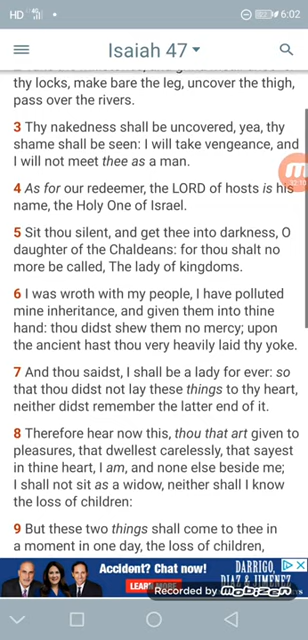 HD 4G 6:02
Isaiah 47
thy locks, make bare the leg, uncover the thigh,
pass over the rivers.
3 Thy nakedness shall be uncovered, yea, thy
shame shall be seen: I will take vengeance, and
I will not meet thee as a man.
4 As for our redeemer, the LORD of hosts is his
name, the Holy One of Israel.
5 Sit thou silent, and get thee into darkness, O
daughter of the Chaldeans: for thou shalt no
more be called, The lady of kingdoms.
6 I was wroth with my people, I have polluted
mine inheritance, and given them into thine
hand: thou didst shew them no mercy; upon
the ancient hast thou very heavily laid thy yoke.
7 And thou saidst, I shall be a lady for ever: so
that thou didst not lay these things to thy heart,
neither didst remember the latter end of it.
8 Therefore hear now this, thou that art given to
pleasures, that dwellest carelessly, that sayest
in thine heart, I am, and none else beside me;
I shall not sit as a widow, neither shall I know
the loss of children:
9 But these two things shall come to thee in
a moment in one day, the loss of children,
Accident? Chat now!
LEARN MORE
DARRIGO,
DIAZ & JIMENEZ
Recorded by mobizen